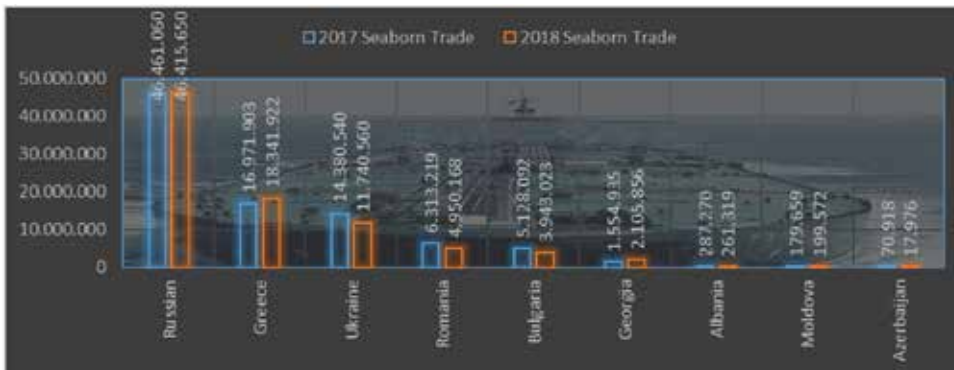 2017 Seaborn Trade 2018 Seaborn Trade
50.000.000
40.000.000
30.000.000
20.000.000
10.000.000
0
46.461.060
46.415.650
16.971.903
18.341.922
14.380.540
11.740.560
6.313.219
4.950.168
5.128.092
3.943.023
1.554.935
2.105.856
287.270
261.319
179.659
199.572
70.918
17.976
Russian
Greece
Ukraine
Romania
Bulgaria
Georgia
Albania
Moldova
Azerbaijan